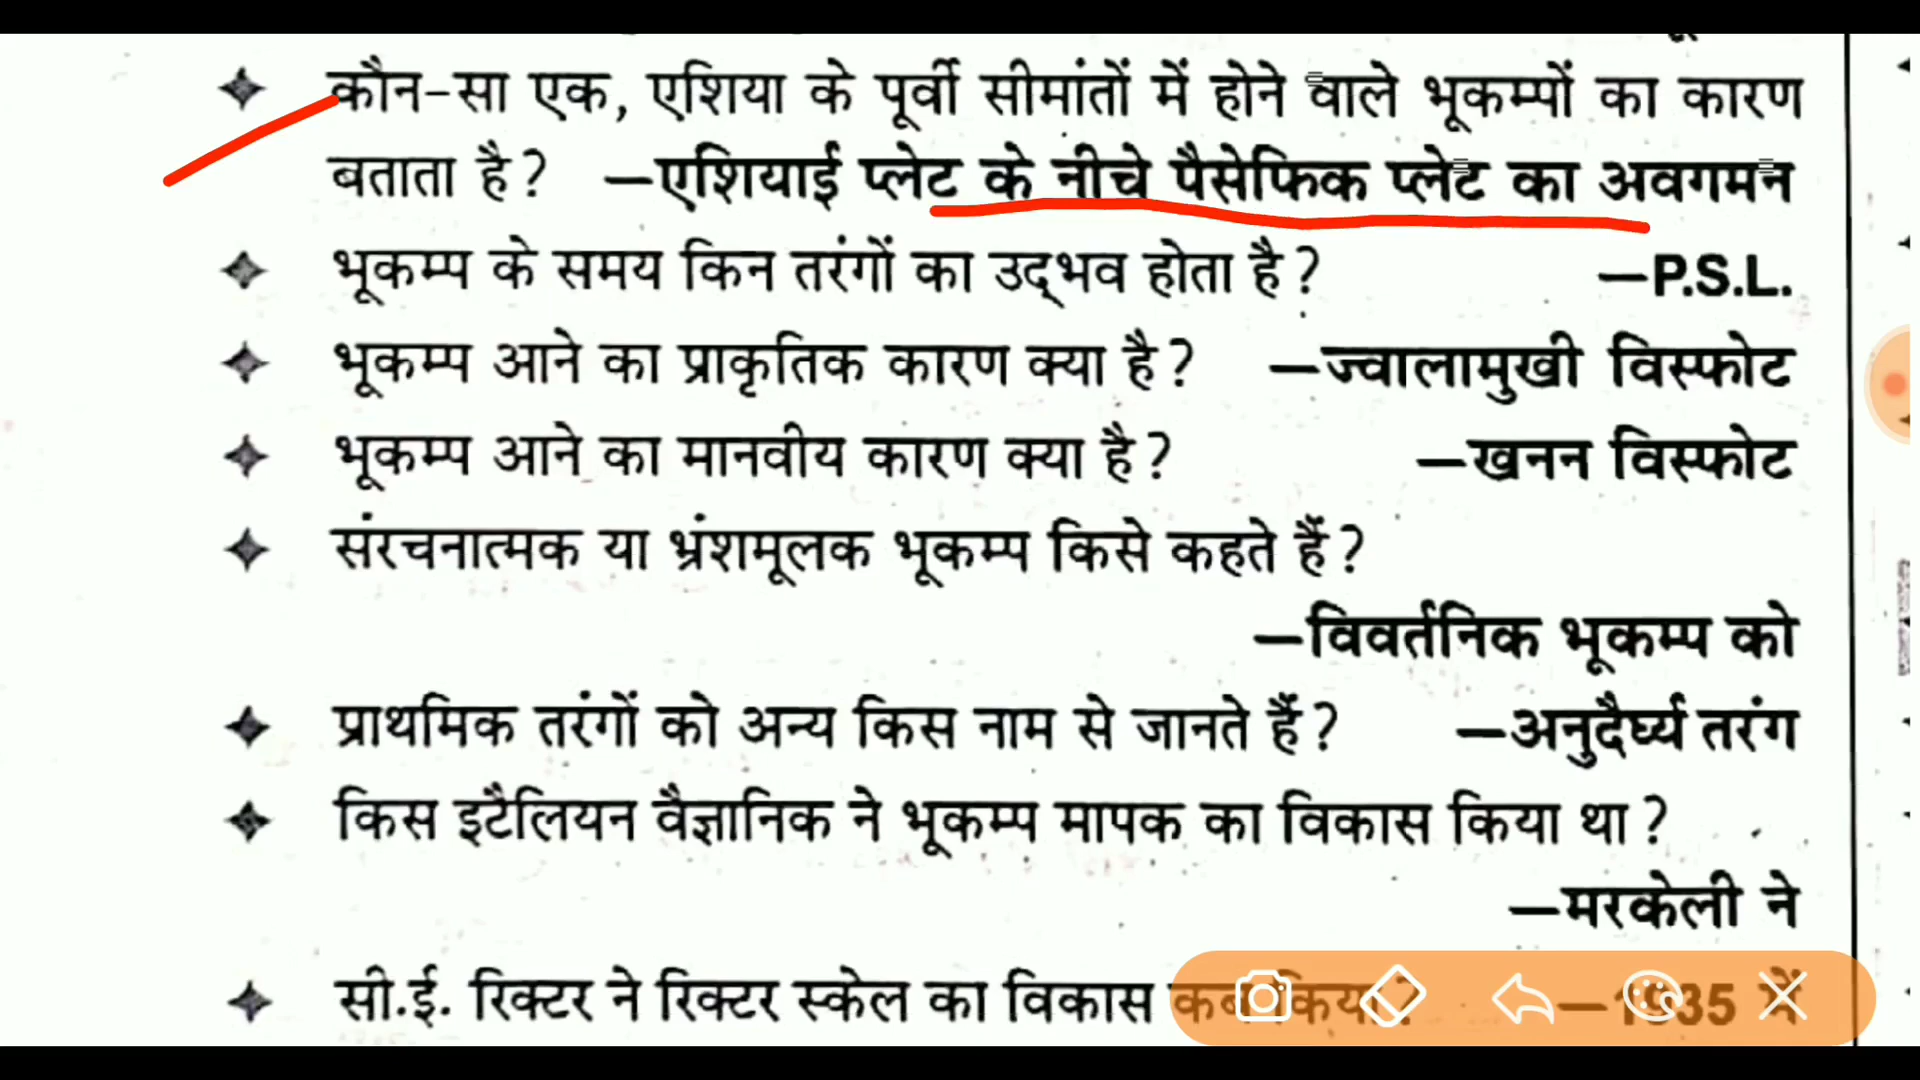 कौन-सा एक, एशिया के पूर्वी सीमांतों में होने वाले भूकम्पों का कारण
बताता है? —एशियाई प्लेट के नीचे पैसेफिक प्लेट का अवगमन
भूकम्प के समय किन तरंगों का उद्‌भव होता है? —P.S.L.
भूकम्प आने का प्राकृतिक कारण क्या है? —ज्वालामुखी विस्फोट
भूकम्प आने का मानवीय कारण क्या है? —खनन विस्फोट
संरचनात्मक या भ्रंशमूलक भूकम्प किसे कहते हैं?
—विवर्तनिक भूकम्प को
प्राथमिक तरंगों को अन्य किस नाम से जानते हैं? —अनुदैर्घ्य तरंग
किस इटैलियन वैज्ञानिक ने भूकम्प मापक का विकास किया था?
—मरकेली ने
सी.ई. रिक्टर ने रिक्टर स्केल का विकास कब किया? —1935 में